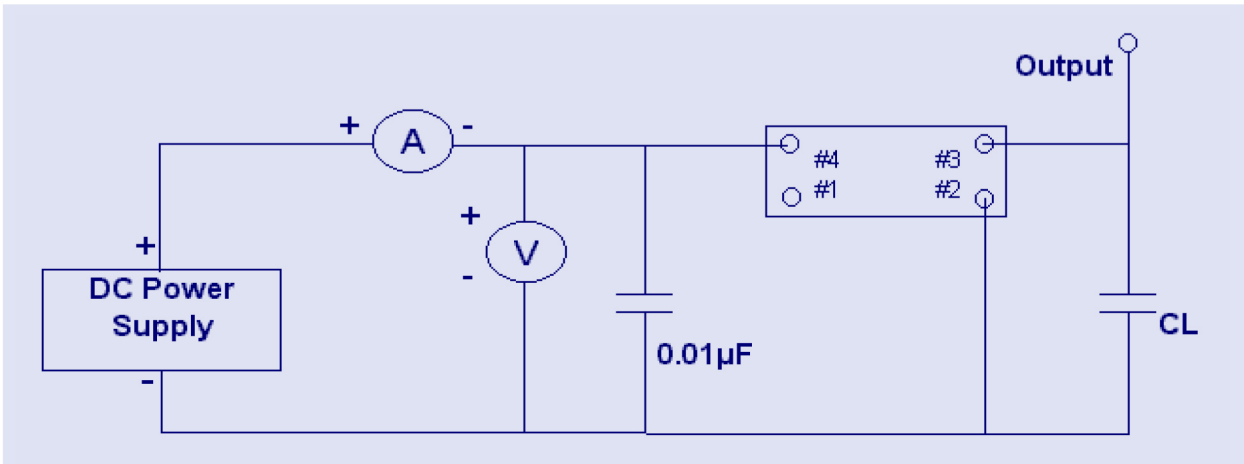 Output
+ A -
#4 #3
#1 #2
+ V -
+
DC Power
Supply
-
0.01µF
CL